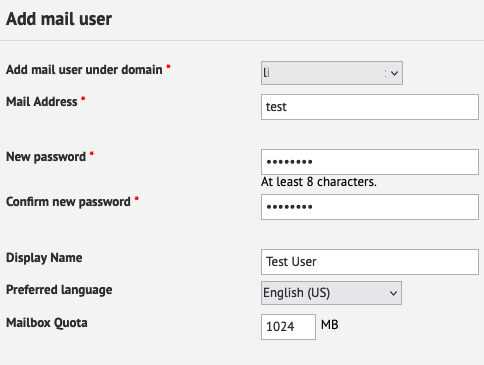 Add mail user
Add mail user under domain *
li
Mail Address *
test
New password *
••••••••
At least 8 characters.
Confirm new password *
••••••••
Display Name
Test User
Preferred language
English (US)
Mailbox Quota
1024 MB